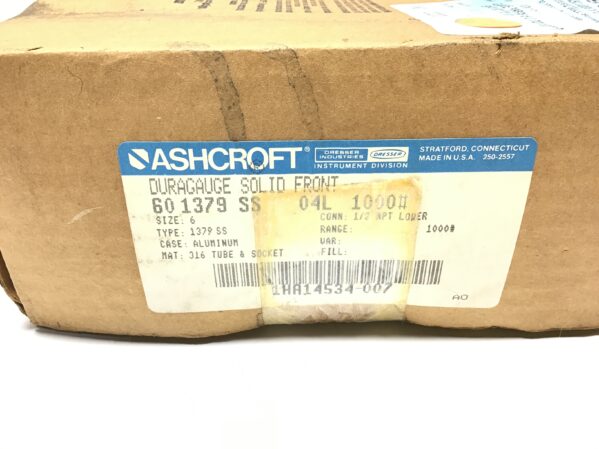 ASHCROFT®
DRESSER INDUSTRIES
DRESSER
INSTRUMENT DIVISION
STRATFORD, CONNECTICUT
MADE IN U.S.A. 250-2557
DURAGAUGE SOLID FRONT
60 1379 SS 04L 1000#
SIZE: 6 CONN: 1/2 NPT LOWER
TYPE: 1379 SS RANGE: 1000#
CASE: ALUMINUM VAR:
MAT: 316 TUBE & SOCKET FILL:
1HA14534-007
AO